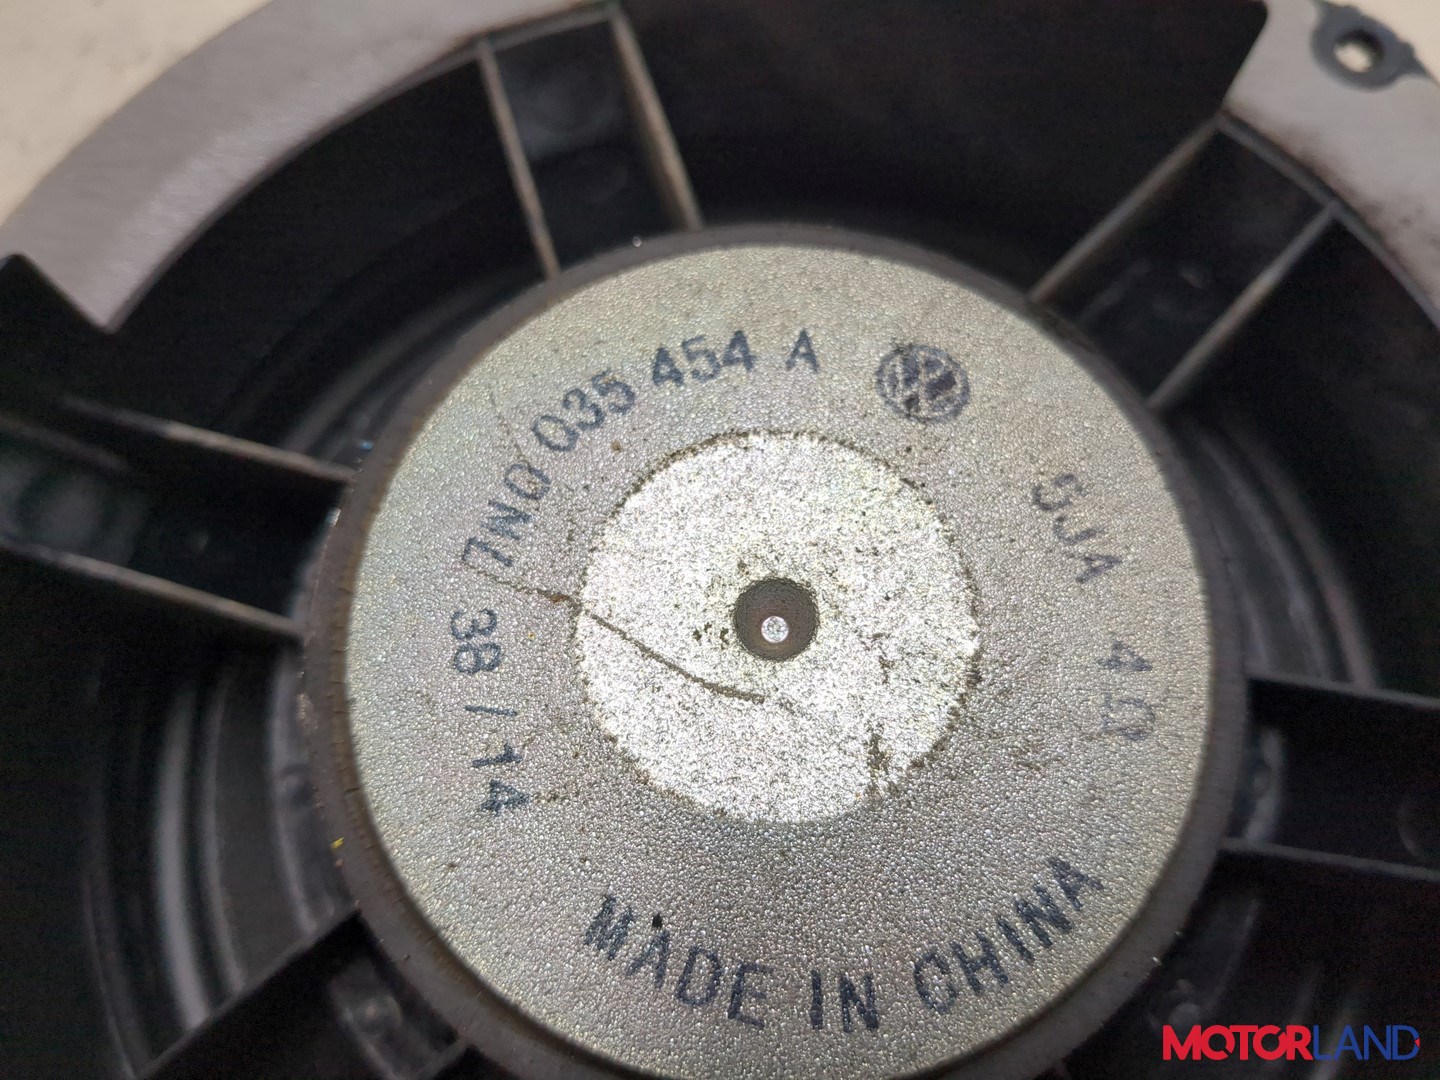 7N0 035 454 A
5JA
4Ω
38 / 14
MADE IN CHINA
MOTORLAND